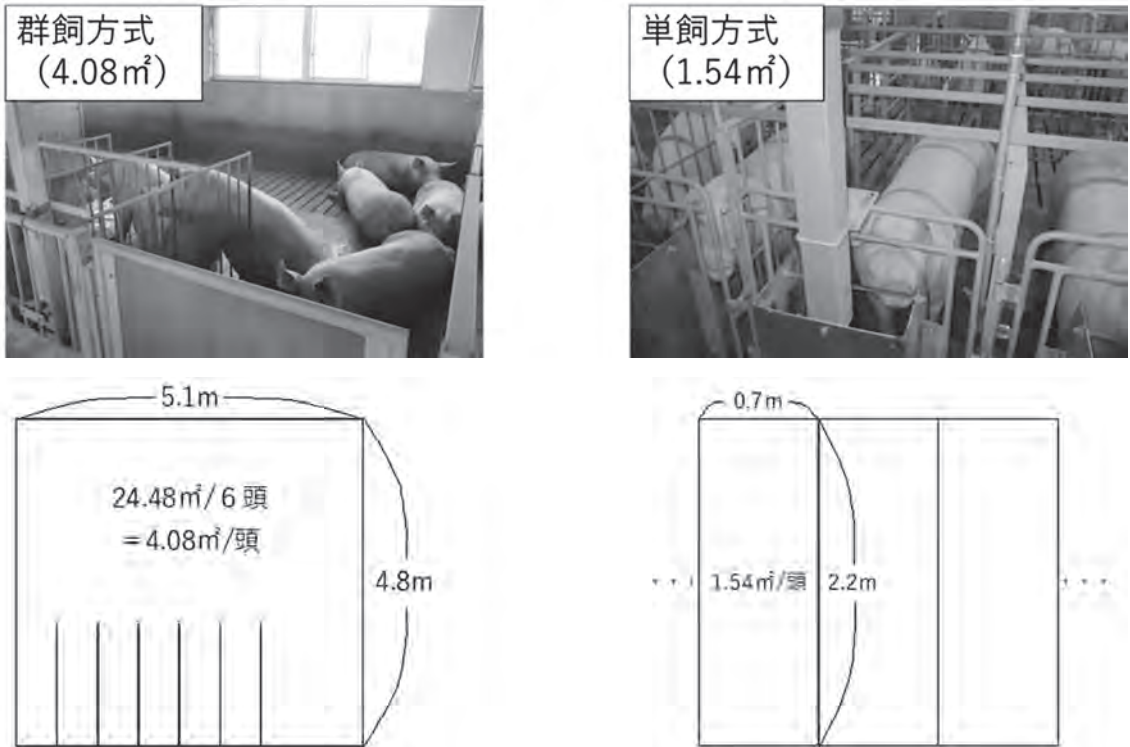 群飼方式
（4.08㎡）
単飼方式
（1.54㎡）
5.1m
24.48㎡/6頭
=4.08㎡/頭
4.8m
0.7m
1.54㎡/頭
2.2m